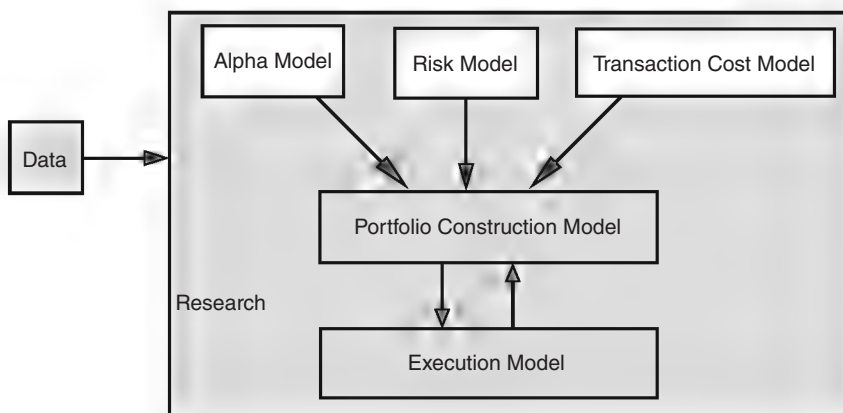 Alpha Model
Risk Model
Transaction Cost Model
Data
Portfolio Construction Model
Research
Execution Model